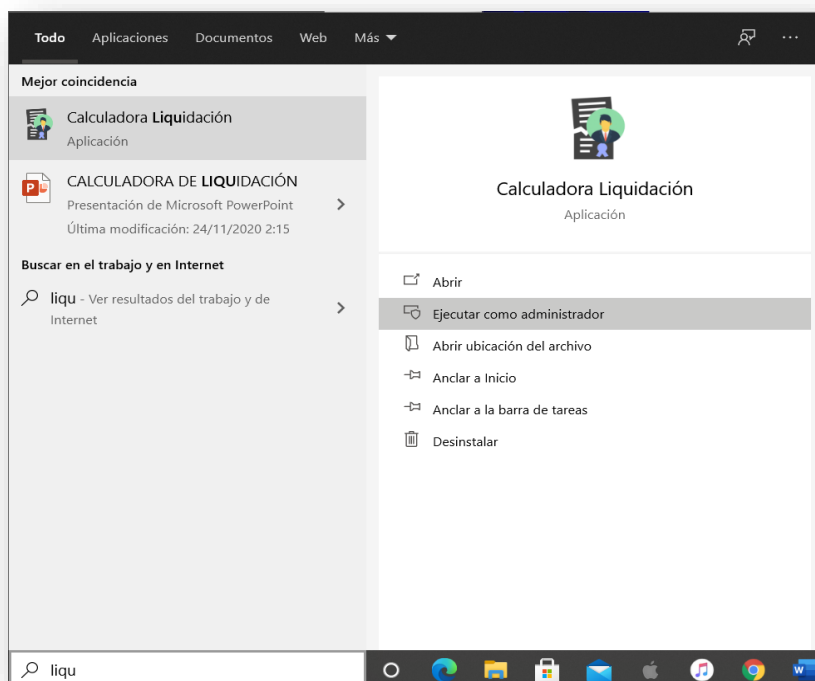 Todo Aplicaciones Documentos Web Más
Mejor coincidencia
Calculadora Liquidación
Aplicación
CALCULADORA DE LIQUIDACIÓN
Presentación de Microsoft PowerPoint
Última modificación: 24/11/2020 2:15
Buscar en el trabajo y en Internet
liqu - Ver resultados del trabajo y de
Internet
Calculadora Liquidación
Aplicación
Abrir
Ejecutar como administrador
Abrir ubicación del archivo
Anclar a Inicio
Anclar a la barra de tareas
Desinstalar
liqu